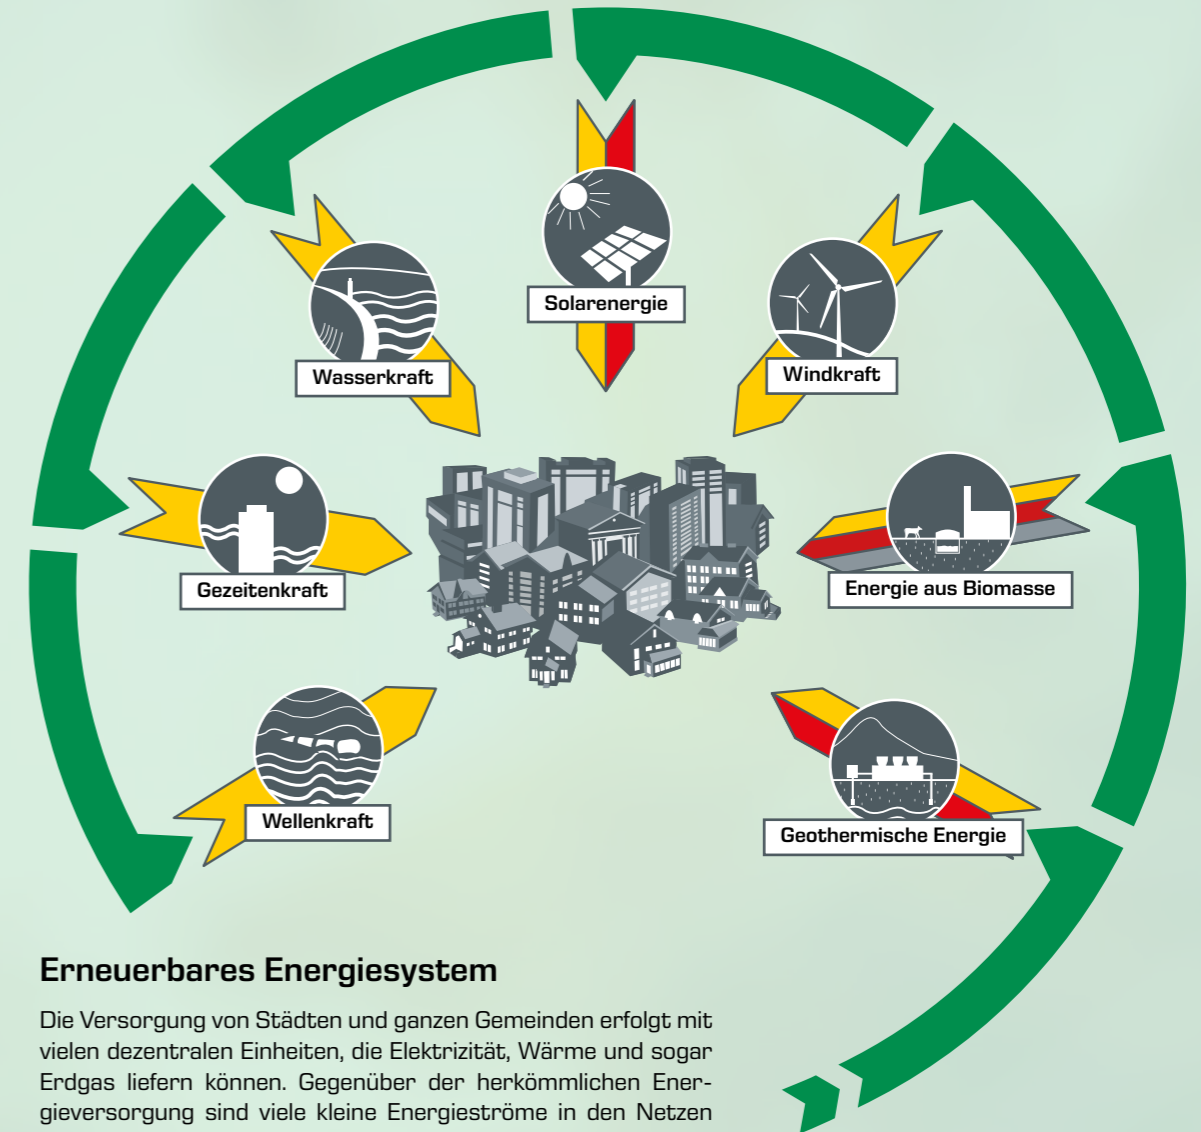 Solarenergie
Wasserkraft
Windkraft
Gezeitenkraft
Energie aus Biomasse
Wellenkraft
Geothermische Energie
Erneuerbares Energiesystem
Die Versorgung von Städten und ganzen Gemeinden erfolgt mit
vielen dezentralen Einheiten, die Elektrizität, Wärme und sogar
Erdgas liefern können. Gegenüber der herkömmlichen Ener-
gieversorgung sind viele kleine Energieströme in den Netzen